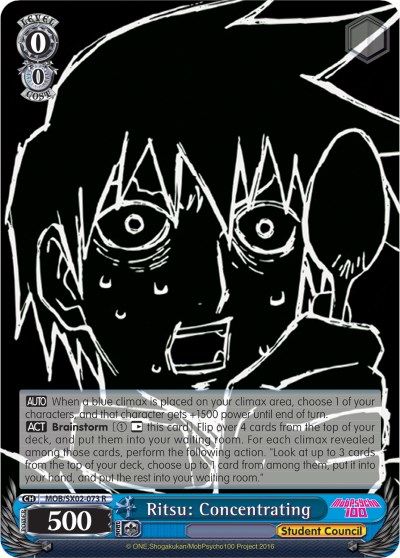 LEVEL
0
0
COST
AUTO When a blue climax is placed on your climax area, choose 1 of your
characters, and that character gets +1500 power until end of turn.
ACT Brainstorm [① this card. Flip over 4 cards from the top of your
deck, and put them into your waiting room. For each climax revealed
among those cards, perform the following action. "Look at up to 3 cards
from the top of your deck, choose up to 1 card from among them, put it into
your hand, and put the rest into your waiting room."
CH MOB/SX02-073 R
500
Ritsu: Concentrating
MobPsycho
100
Student Council
© ONE,Shogakukan/MobPsycho100 Project 2016